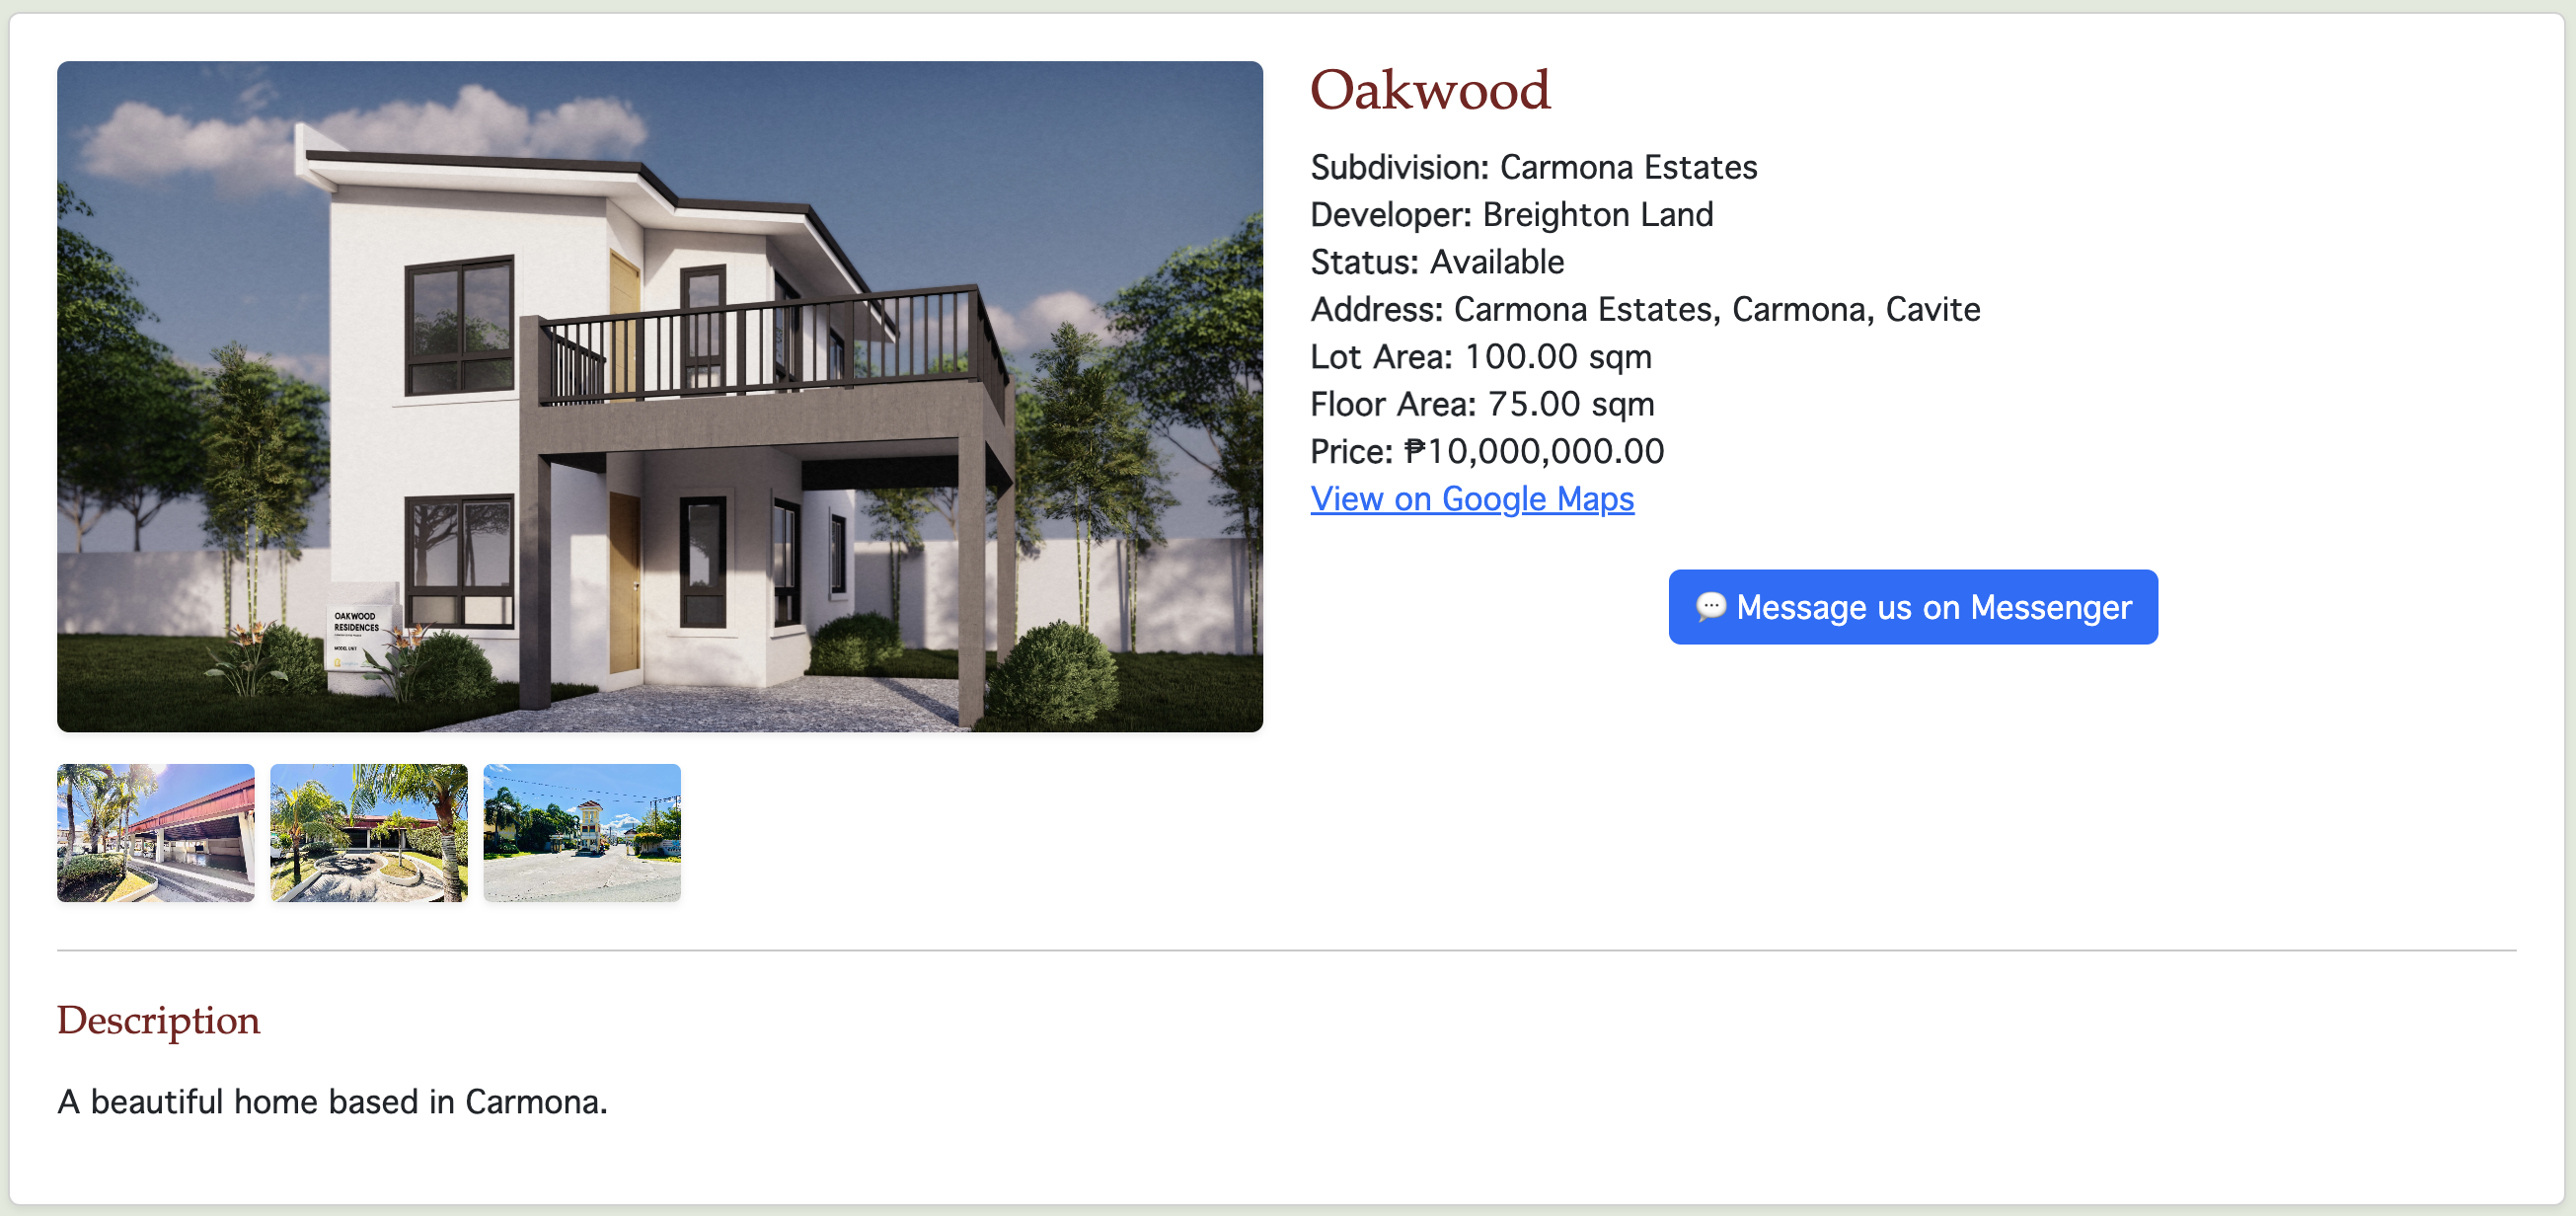 Oakwood
Subdivision: Carmona Estates
Developer: Breighton Land
Status: Available
Address: Carmona Estates, Carmona, Cavite
Lot Area: 100.00 sqm
Floor Area: 75.00 sqm
Price: ₱10,000,000.00
View on Google Maps
💬 Message us on Messenger
OAKWOOD
RESIDENCES
MODEL UNIT
Description
A beautiful home based in Carmona.